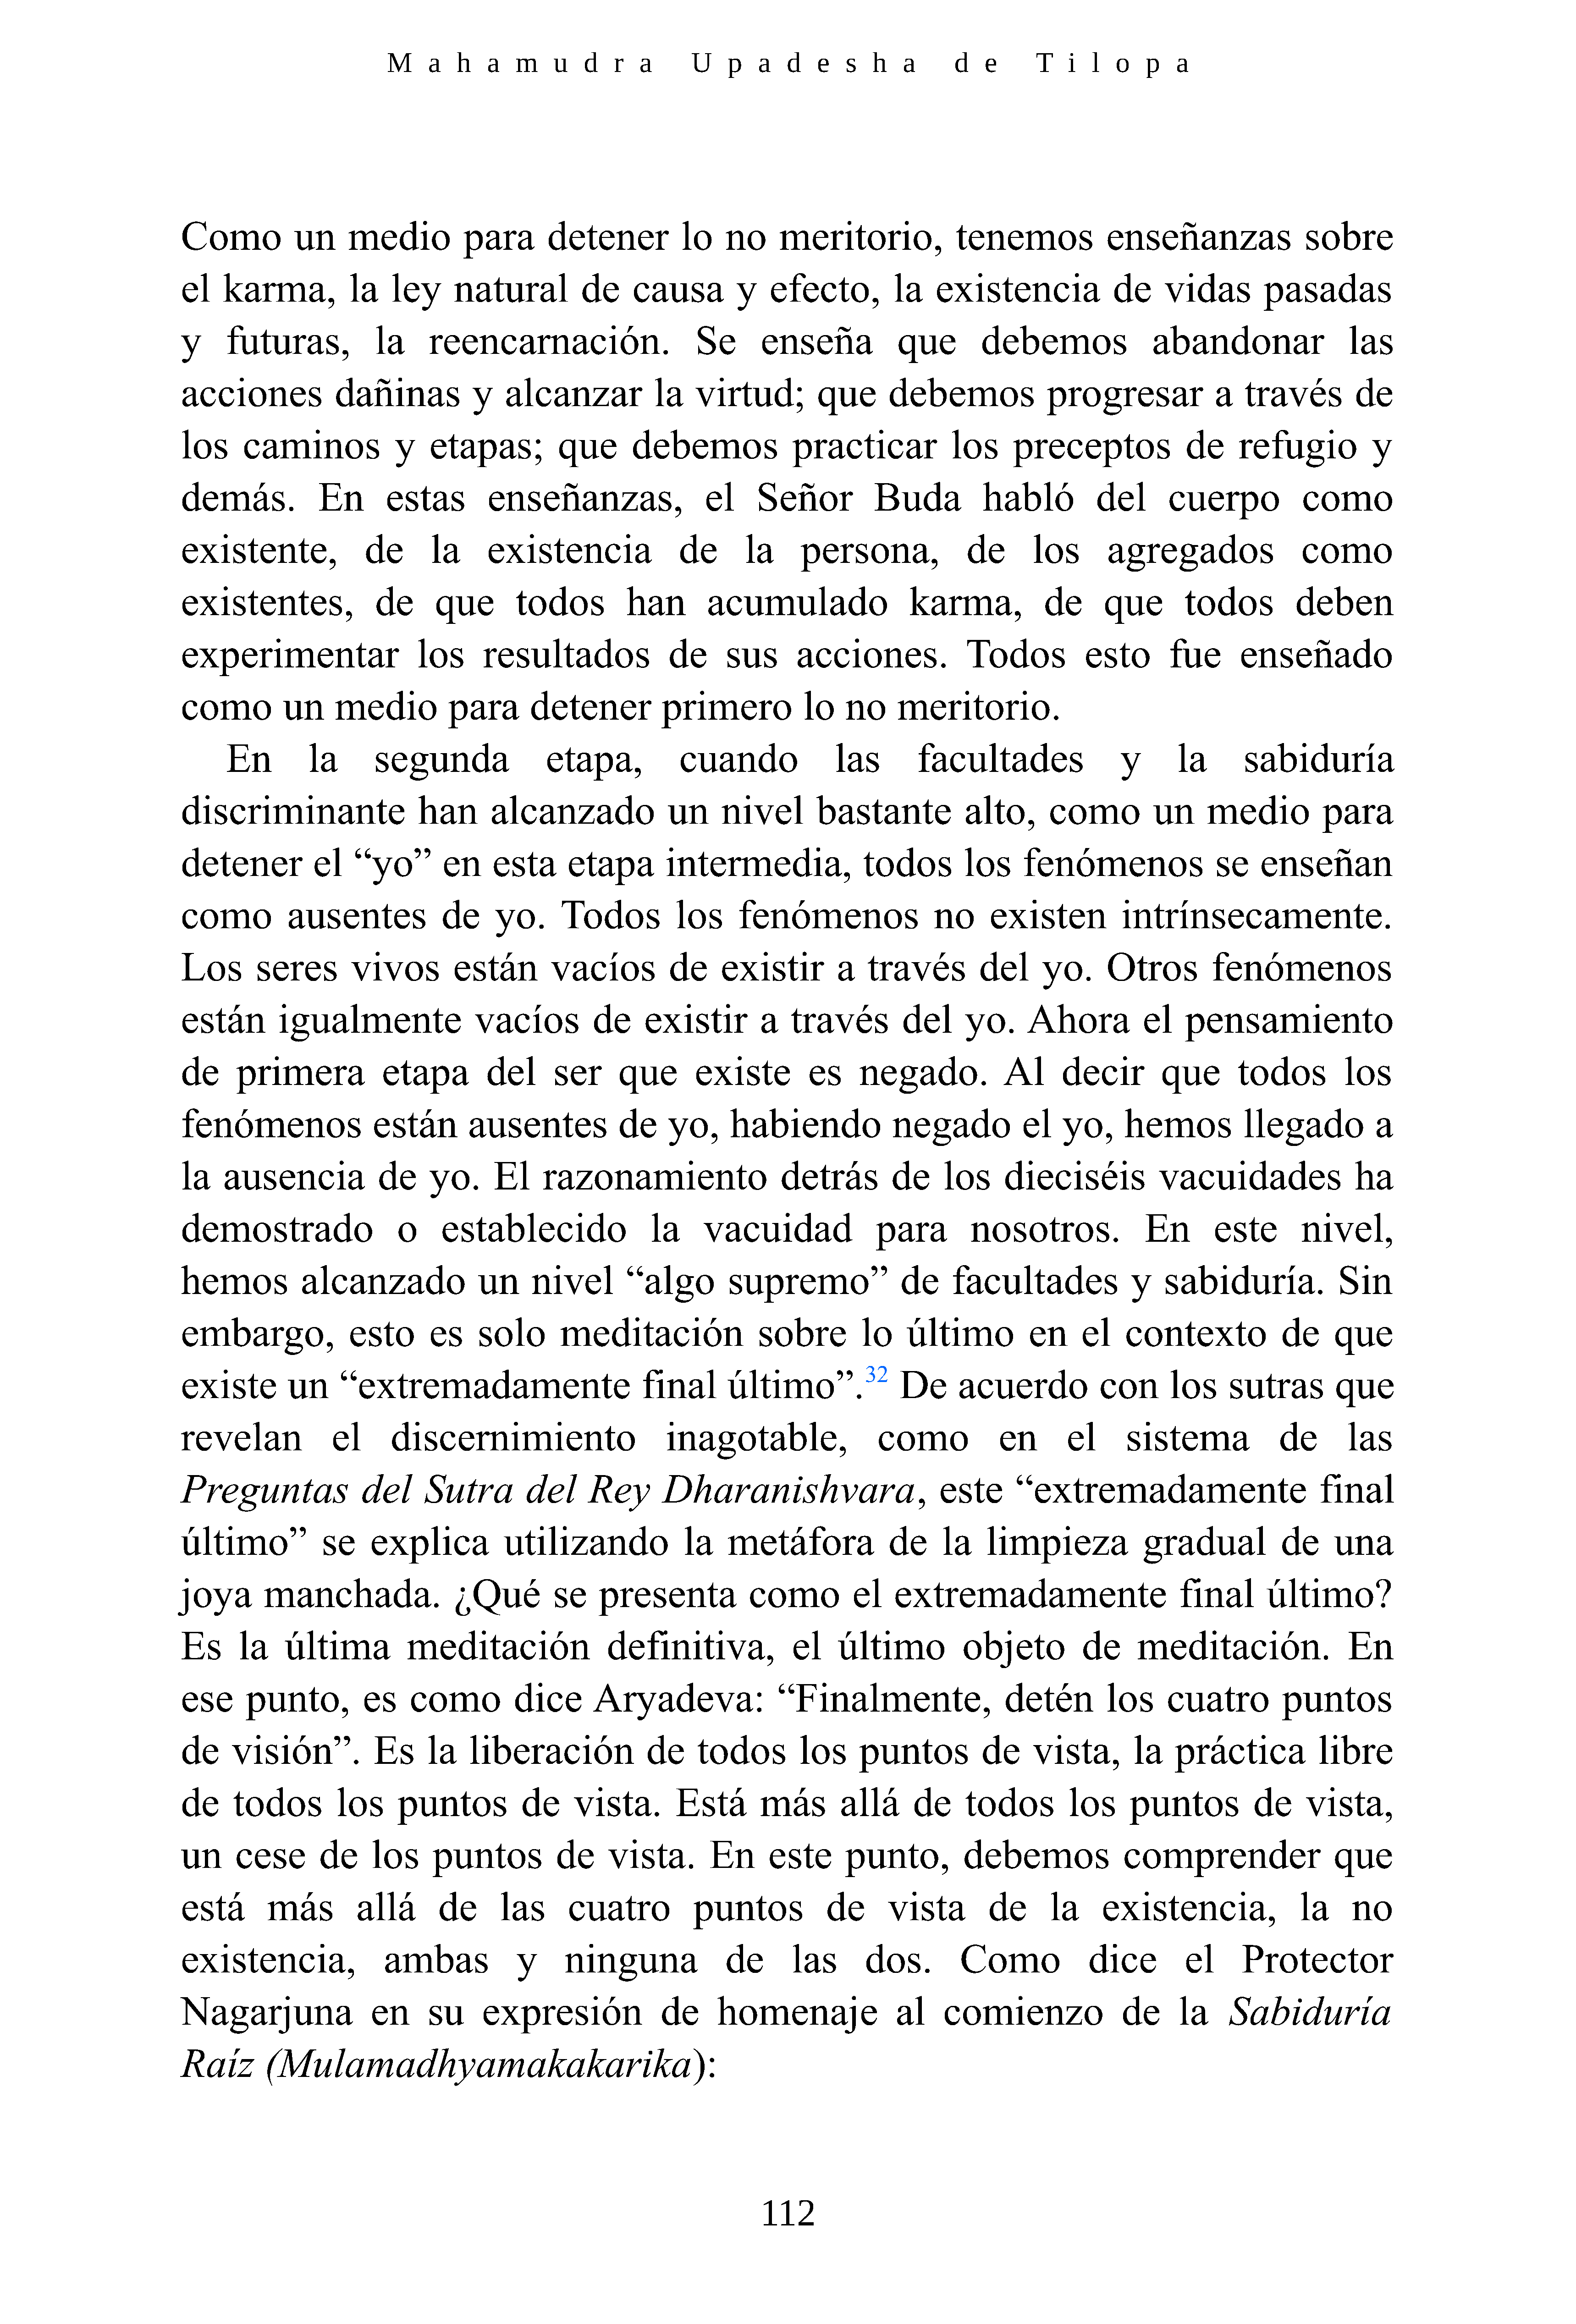 Mahamudra Upadesha de Tilopa
Como un medio para detener lo no meritorio, tenemos enseñanzas sobre
el karma, la ley natural de causa y efecto, la existencia de vidas pasadas
y futuras, la reencarnación. Se enseña que debemos abandonar las
acciones dañinas y alcanzar la virtud; que debemos progresar a través de
los caminos y etapas; que debemos practicar los preceptos de refugio y
demás. En estas enseñanzas, el Señor Buda habló del cuerpo como
existente, de la existencia de la persona, de los agregados como
existentes, de que todos han acumulado karma, de que todos deben
experimentar los resultados de sus acciones. Todos esto fue enseñado
como un medio para detener primero lo no meritorio.
En la segunda etapa, cuando las facultades y la sabiduría
discriminante han alcanzado un nivel bastante alto, como un medio para
detener el “yo” en esta etapa intermedia, todos los fenómenos se enseñan
como ausentes de yo. Todos los fenómenos no existen intrínsecamente.
Los seres vivos están vacíos de existir a través del yo. Otros fenómenos
están igualmente vacíos de existir a través del yo. Ahora el pensamiento
de primera etapa del ser que existe es negado. Al decir que todos los
fenómenos están ausentes de yo, habiendo negado el yo, hemos llegado a
la ausencia de yo. El razonamiento detrás de los dieciséis vacuidades ha
demostrado o establecido la vacuidad para nosotros. En este nivel,
hemos alcanzado un nivel “algo supremo” de facultades y sabiduría. Sin
embargo, esto es solo meditación sobre lo último en el contexto de que
existe un “extremadamente final último”.32 De acuerdo con los sutras que
revelan el discernimiento inagotable, como en el sistema de las
Preguntas del Sutra del Rey Dharanishvara, este “extremadamente final
último” se explica utilizando la metáfora de la limpieza gradual de una
joya manchada. ¿Qué se presenta como el extremadamente final último?
Es la última meditación definitiva, el último objeto de meditación. En
ese punto, es como dice Aryadeva: “Finalmente, detén los cuatro puntos
de visión”. Es la liberación de todos los puntos de vista, la práctica libre
de todos los puntos de vista. Está más allá de todos los puntos de vista,
un cese de los puntos de vista. En este punto, debemos comprender que
está más allá de las cuatro puntos de vista de la existencia, la no
existencia, ambas y ninguna de las dos. Como dice el Protector
Nagarjuna en su expresión de homenaje al comienzo de la Sabiduría
Raíz (Mulamadhyamakakarika):
112